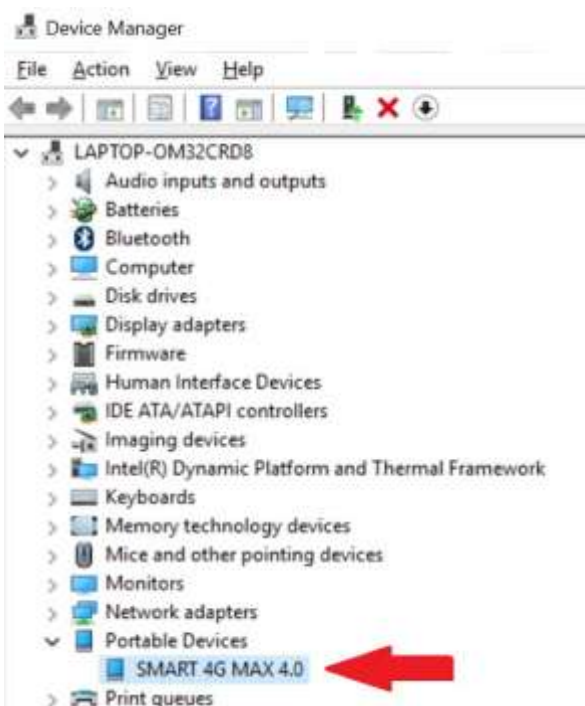 Device Manager
File Action View Help
LAPTOP-OM32CRD8
Audio inputs and outputs
Batteries
Bluetooth
Computer
Disk drives
Display adapters
Firmware
Human Interface Devices
IDE ATA/ATAPI controllers
Imaging devices
Intel(R) Dynamic Platform and Thermal Framework
Keyboards
Memory technology devices
Mice and other pointing devices
Monitors
Network adapters
Portable Devices
SMART 4G MAX 4.0
Print queues